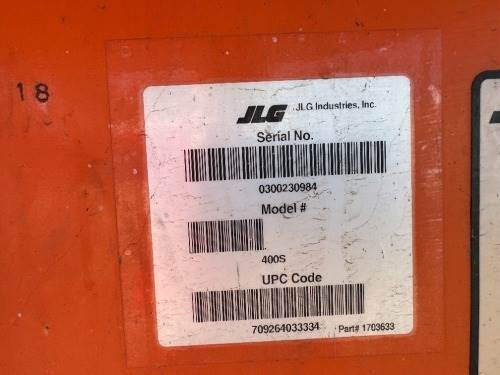 18
JLG JLG Industries, Inc.
Serial No.
0300230984
Model #
400S
UPC Code
709264033334 Part# 1703633